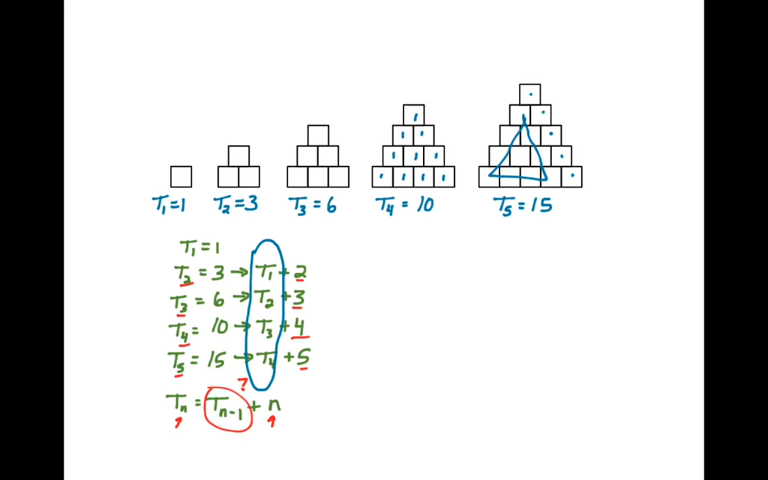 T₁=1 T₂=3 T₃=6 T₄=10 T₅=15
T₁=1
T₂=3→T₁+2
T₃=6→T₂+3
T₄=10→T₃+4
T₅=15→T₄+5
?
Tₙ=Tₙ₋₁+n